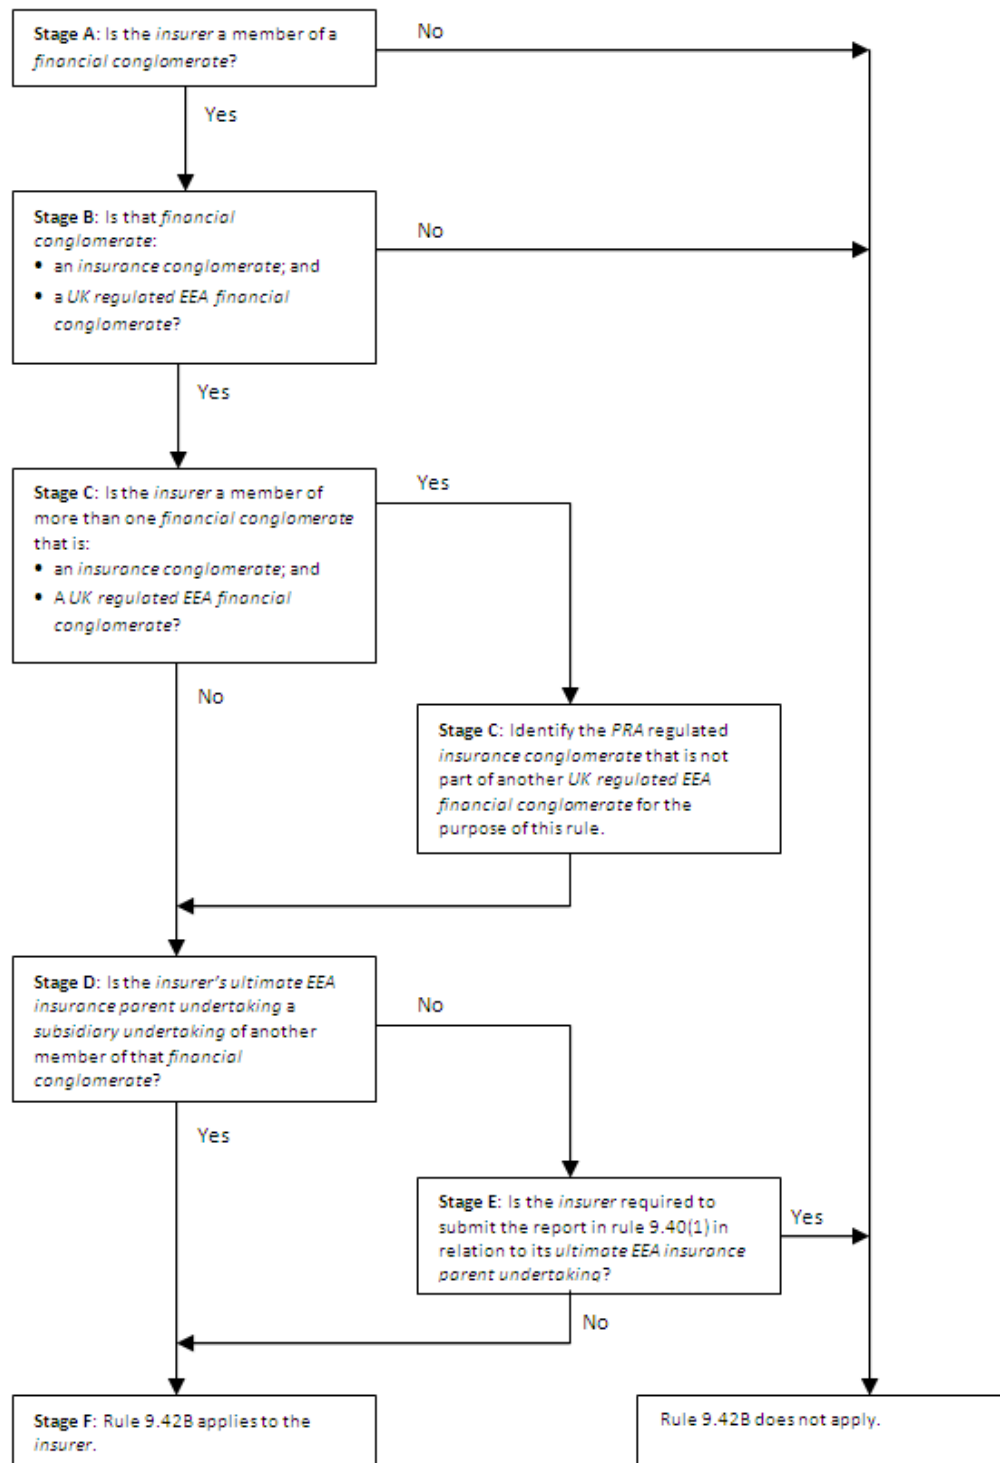 Stage A: Is the insurer a member of a
financial conglomerate?
No
Yes
Stage B: Is that financial
conglomerate:
• an insurance conglomerate; and
• a UK regulated EEA financial
conglomerate?
No
Yes
Stage C: Is the insurer a member of
more than one financial conglomerate
that is:
• an insurance conglomerate; and
• A UK regulated EEA financial
conglomerate?
Yes
No
Stage C: Identify the PRA regulated
insurance conglomerate that is not
part of another UK regulated EEA
financial conglomerate for the
purpose of this rule.
Stage D: Is the insurer's ultimate EEA
insurance parent undertaking a
subsidiary undertaking of another
member of that financial
conglomerate?
No
Yes
Stage E: Is the insurer required to
submit the report in rule 9.40(1) in
relation to its ultimate EEA insurance
parent undertaking?
Yes
No
Stage F: Rule 9.42B applies to the
insurer.
Rule 9.42B does not apply.